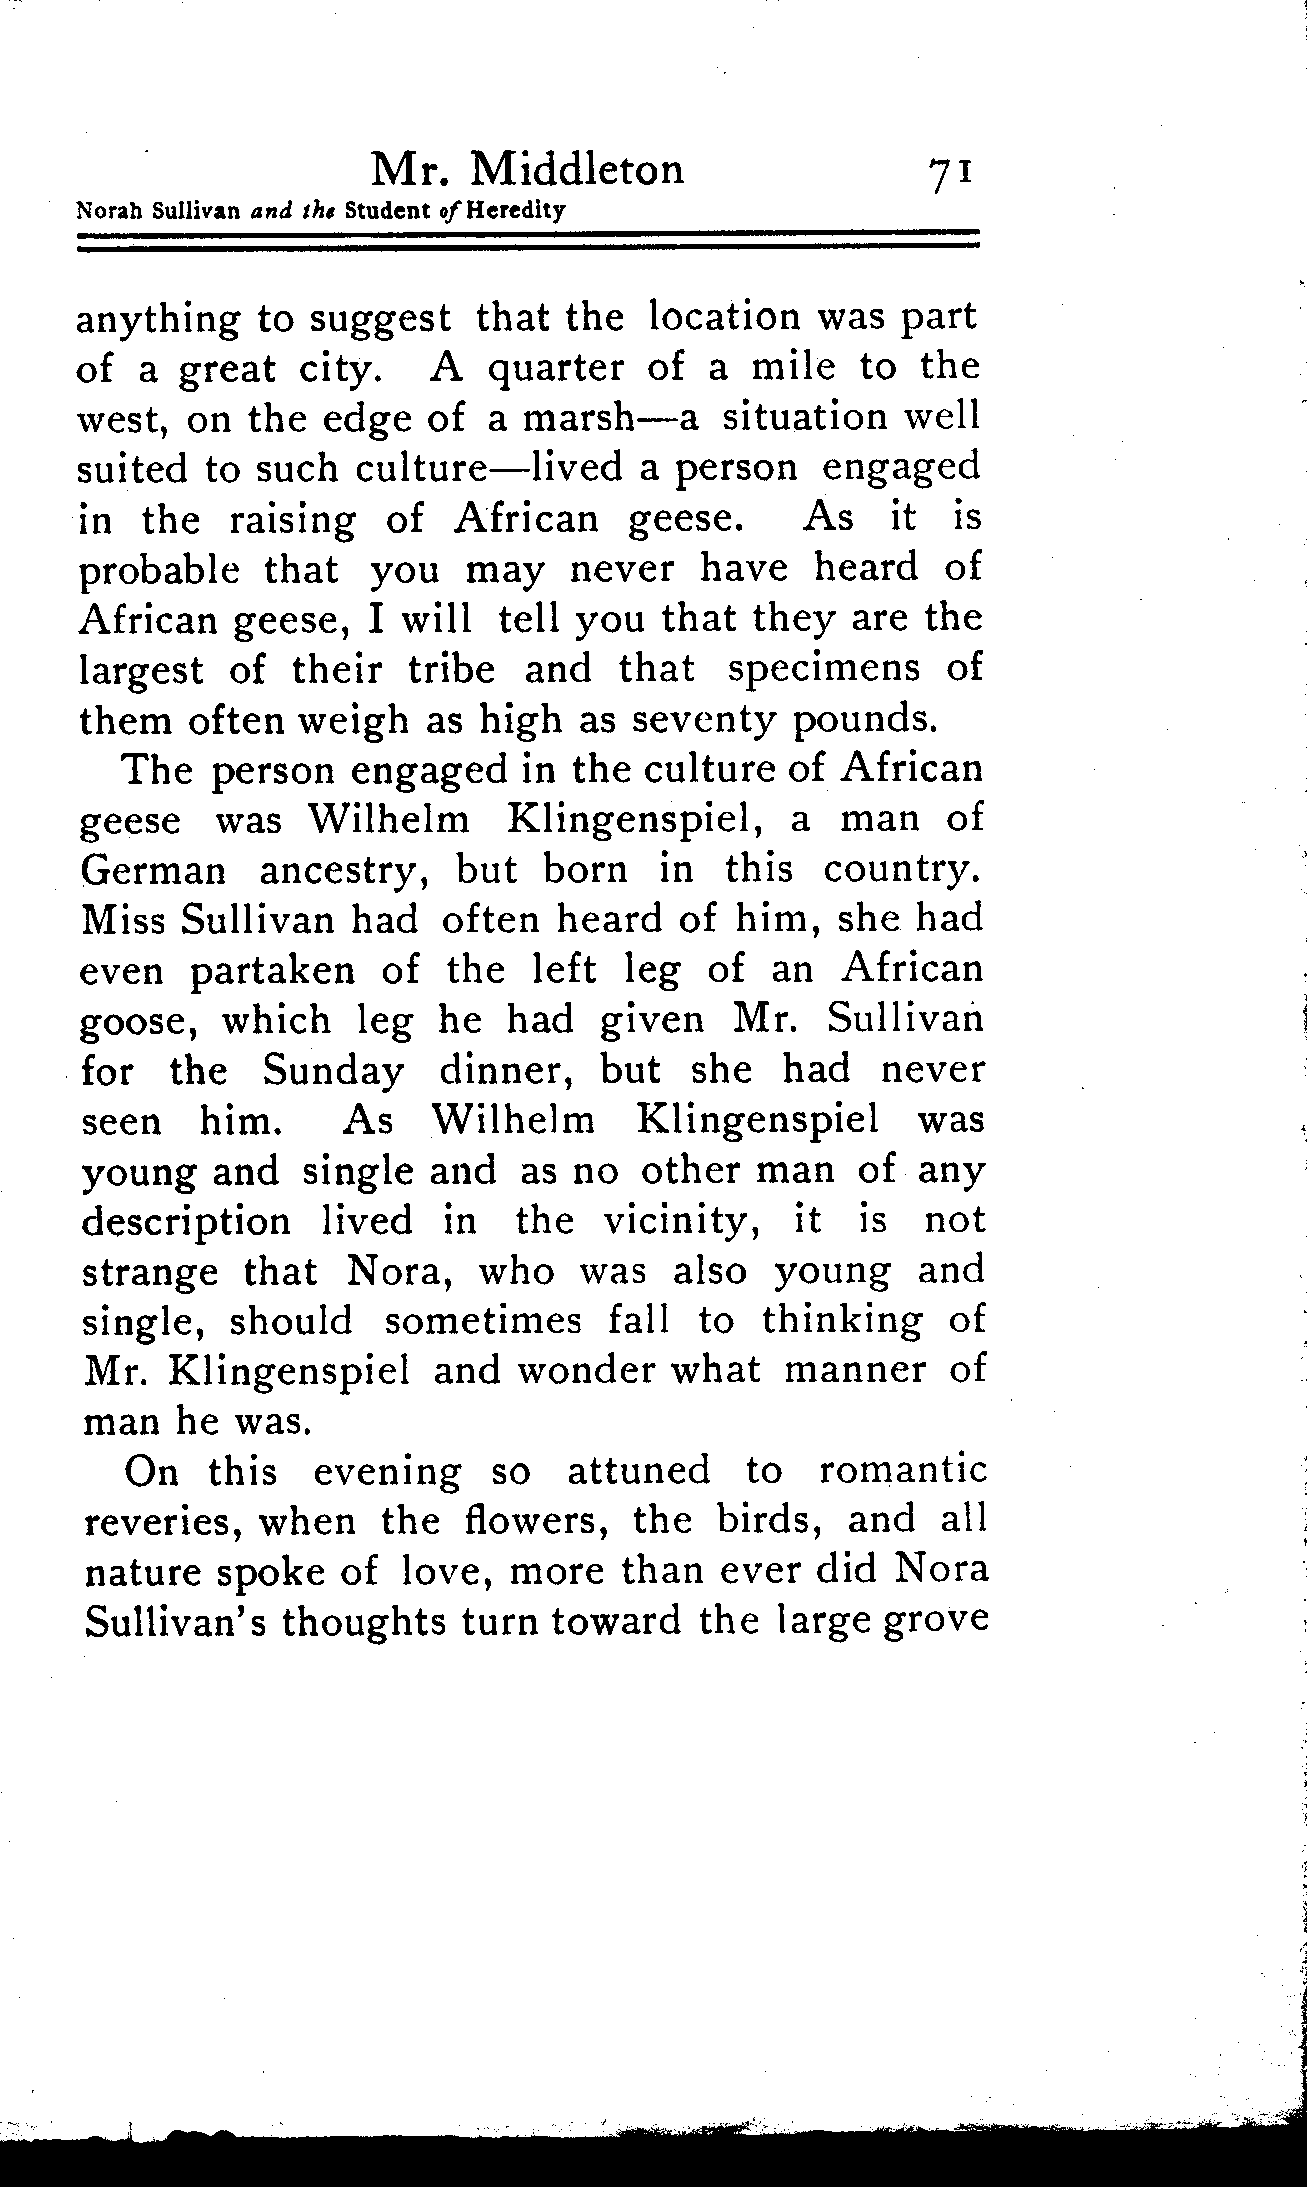 Mr. Middleton 71
Norah Sullivan and the Student of Heredity
anything to suggest that the location was part
of a great city. A quarter of a mile to the
west, on the edge of a marsh—a situation well
suited to such culture—lived a person engaged
in the raising of African geese. As it is
probable that you may never have heard of
African geese, I will tell you that they are the
largest of their tribe and that specimens of
them often weigh as high as seventy pounds.
The person engaged in the culture of African
geese was Wilhelm Klingenspiel, a man of
German ancestry, but born in this country.
Miss Sullivan had often heard of him, she had
even partaken of the left leg of an African
goose, which leg he had given Mr. Sullivan
for the Sunday dinner, but she had never
seen him. As Wilhelm Klingenspiel was
young and single and as no other man of any
description lived in the vicinity, it is not
strange that Nora, who was also young and
single, should sometimes fall to thinking of
Mr. Klingenspiel and wonder what manner of
man he was.
On this evening so attuned to romantic
reveries, when the flowers, the birds, and all
nature spoke of love, more than ever did Nora
Sullivan's thoughts turn toward the large grove